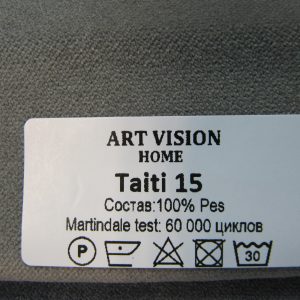 ART VISION
HOME
Taiti 15
Состав:100% Pes
Martindale test: 60 000 циклов
P 30